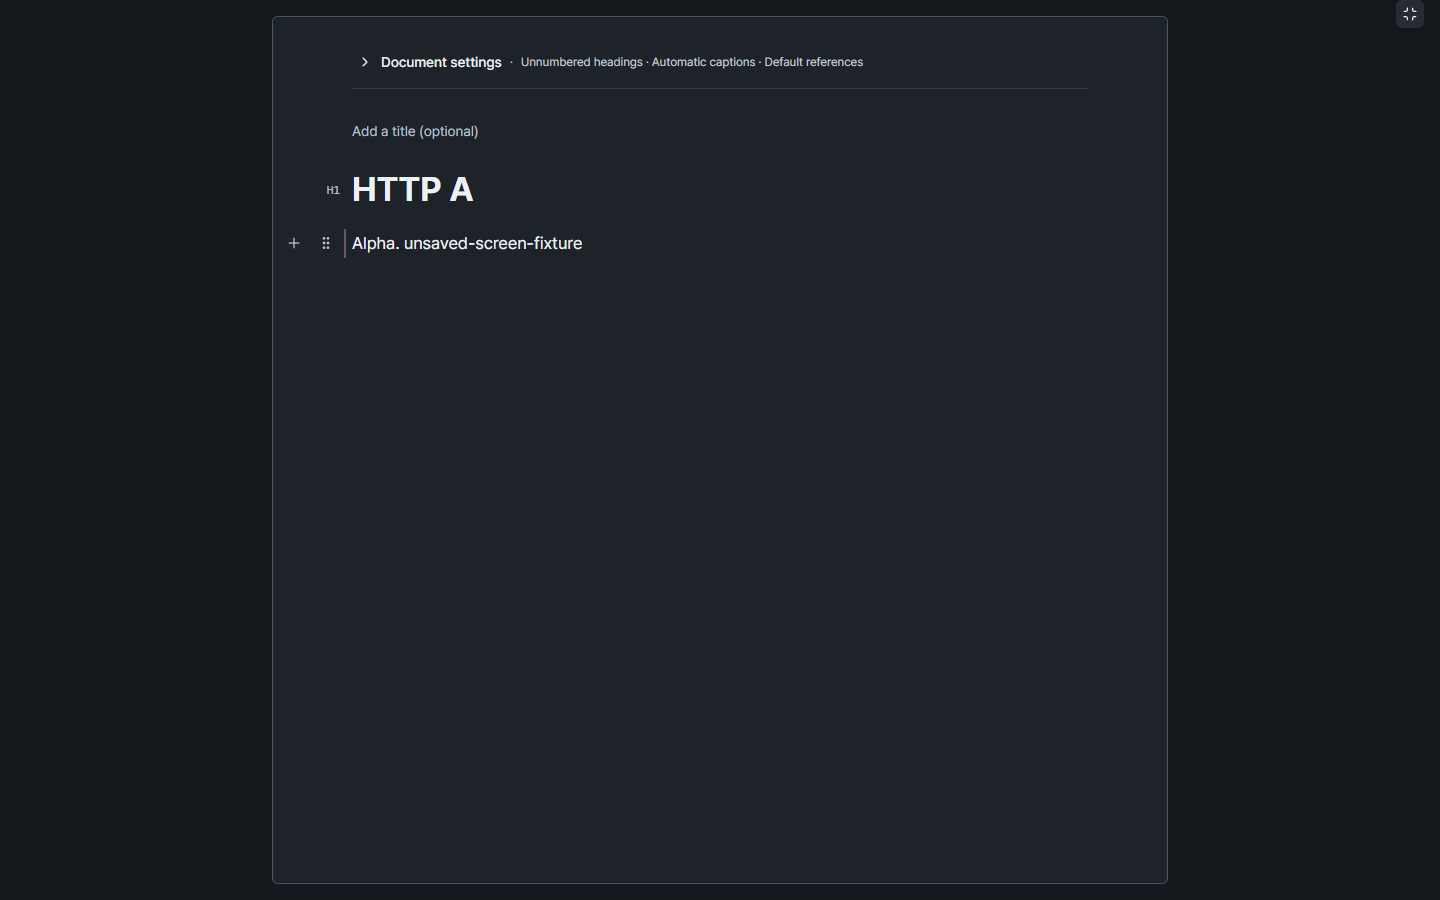 Document settings · Unnumbered headings · Automatic captions · Default references
Add a title (optional)
H1 HTTP A
Alpha. unsaved-screen-fixture